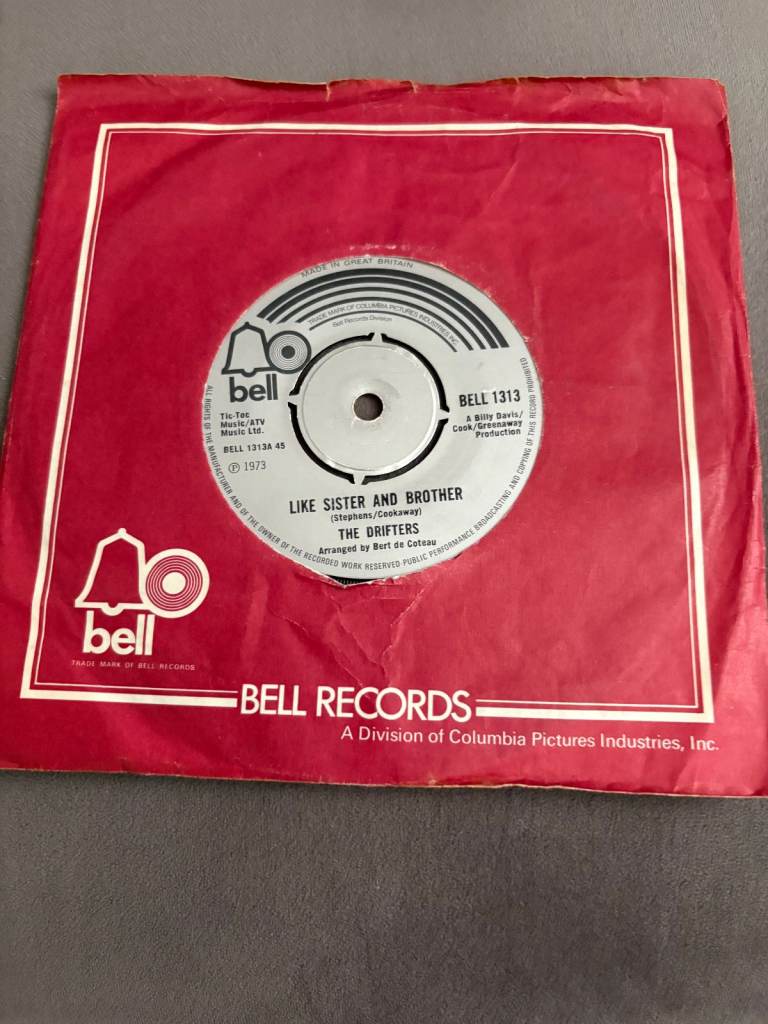 MADE IN GREAT BRITAIN
TRADE MARK OF COLUMBIA PICTURES INDUSTRIES, INC.
Bell Records Division
bell
BELL 1313
Tic-Toc
Music/ATV
Music Ltd.
A Billy Davis/
Cook/Greenaway
Production
BELL 1313A 45
Ⓟ 1973
LIKE SISTER AND BROTHER
(Stephens/Cookaway)
THE DRIFTERS
Arranged by Bert de Coteau
ALL RIGHTS OF THE MANUFACTURER AND OF THE OWNER OF THE RECORDED WORK RESERVED·PUBLIC PERFORMANCE BROADCASTING AND COPYING OF THIS RECORD PROHIBITED
bell
TRADE MARK OF BELL RECORDS
BELL RECORDS
A Division of Columbia Pictures Industries, Inc.